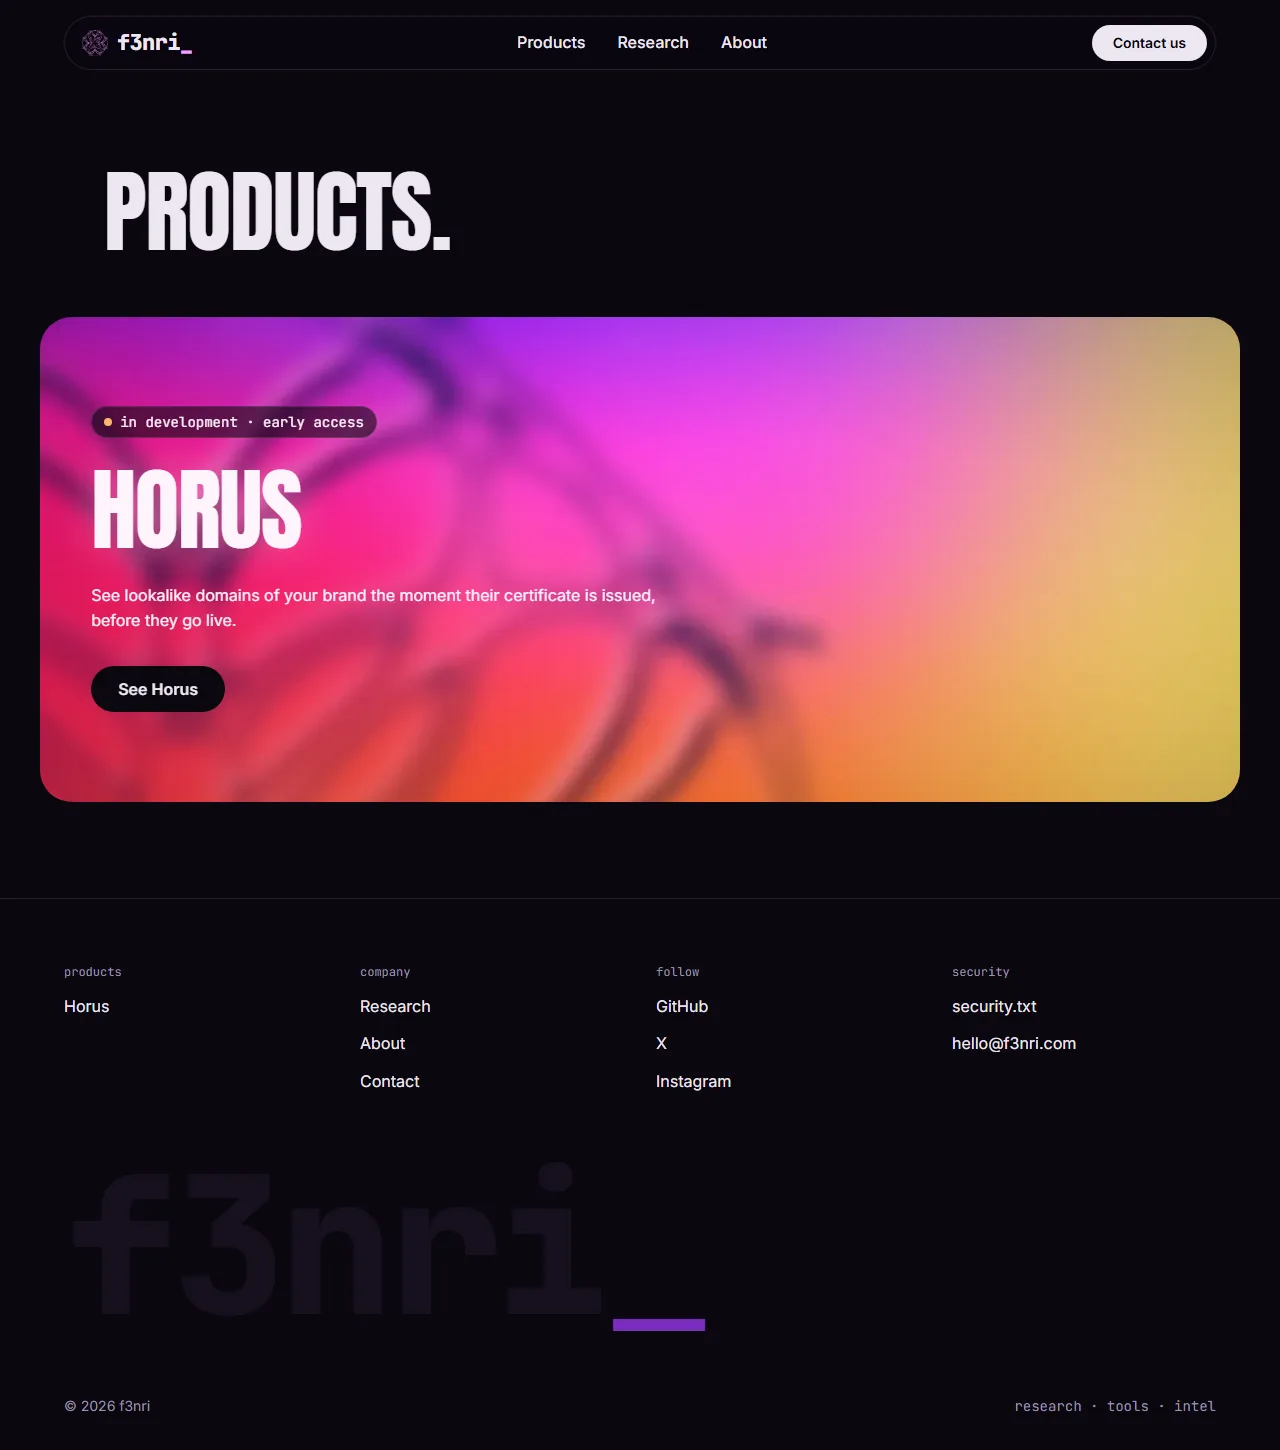 f3nri_
Products
Research
About
Contact us
PRODUCTS.
in development · early access
HORUS
See lookalike domains of your brand the moment their certificate is issued,
before they go live.
See Horus
products
Horus
company
Research
About
Contact
follow
GitHub
X
Instagram
security
security.txt
hello@f3nri.com
f3nri_
© 2026 f3nri
research · tools · intel